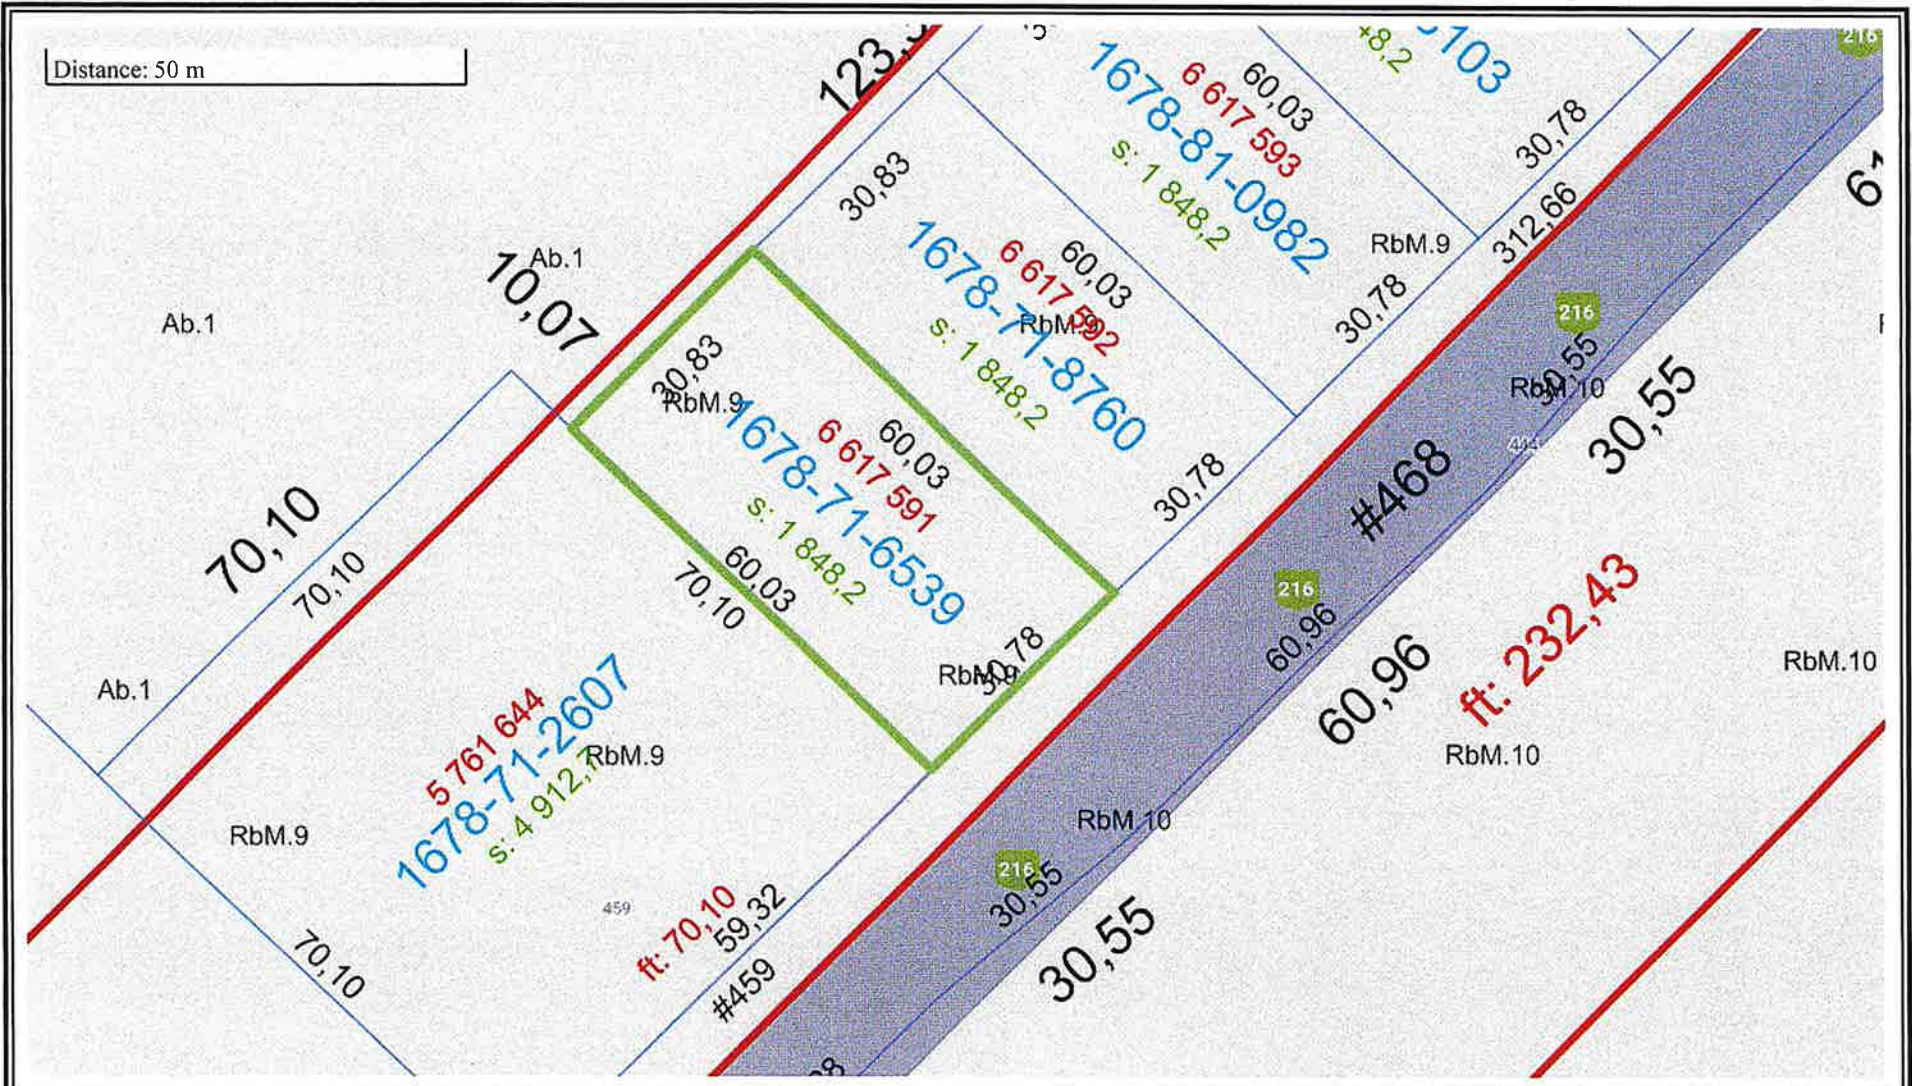 Distance: 50 m
216
48,2
60,03
6 617 593
1678-81-0982
s: 1 848,2
30,78
312,66
RbM.9
30,83
60,03
6 617 592
RbM.9
1678-71-8760
s: 1 848,2
30,78
30,78
Ab.1
Ab.1
10,07
216
30,55
RbM.10
30,55
444
#468
30,83
RbM.9
60,03
6 617 591
1678-71-6539
s: 1 848,2
60,03
70,10
30,78
RbM.9
70,10
70,10
216
60,96
60,96
ft: 232,43
RbM.10
RbM.10
Ab.1
5 761 644
1678-71-2607
s: 4 912,7
RbM.9
RbM.9
RbM.10
216
30,55
30,55
459
ft: 70,10
59,32
#459
70,10